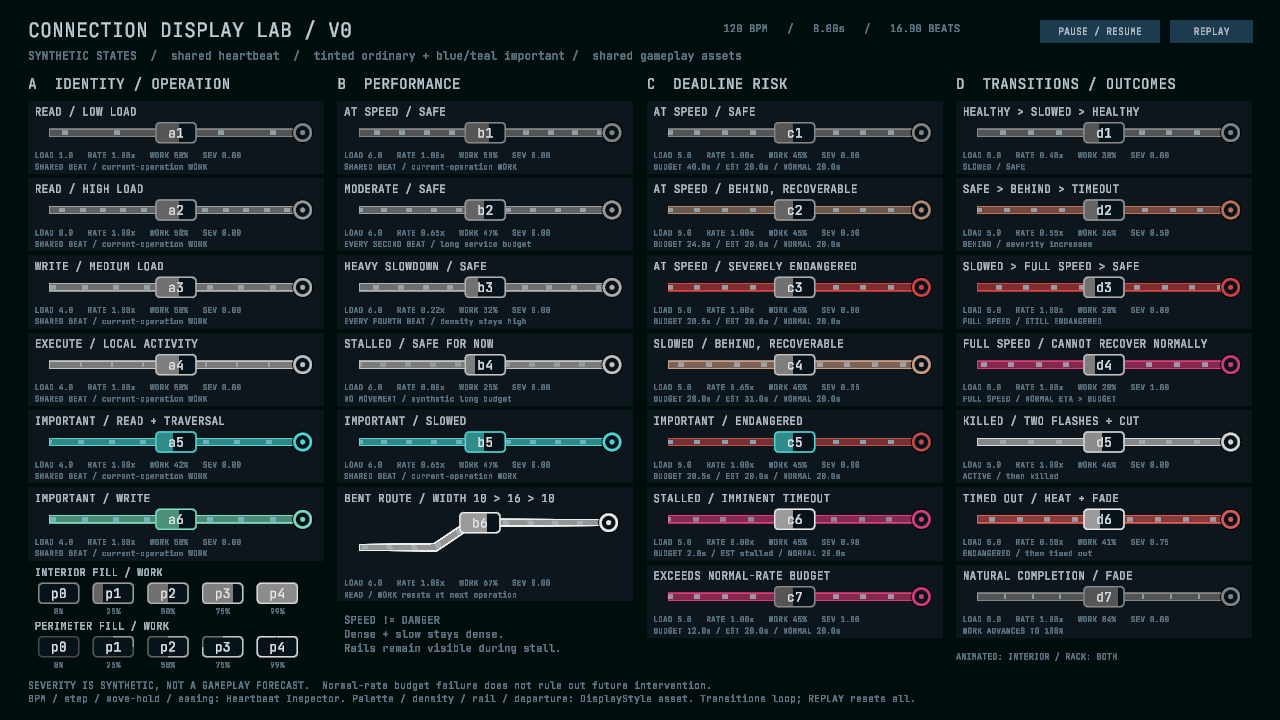 CONNECTION DISPLAY LAB / V0
120 BPM / 8.00s / 16.00 BEATS
PAUSE / RESUME
REPLAY
SYNTHETIC STATES / shared heartbeat / tinted ordinary + blue/teal important / shared gameplay assets
A IDENTITY / OPERATION
READ / LOW LOAD
a1
LOAD 1.0 RATE 1.00x WORK 58% SEV 0.00
SHARED BEAT / current-operation WORK
READ / HIGH LOAD
a2
LOAD 8.0 RATE 1.00x WORK 58% SEV 0.00
SHARED BEAT / current-operation WORK
WRITE / MEDIUM LOAD
a3
LOAD 4.0 RATE 1.00x WORK 58% SEV 0.00
SHARED BEAT / current-operation WORK
EXECUTE / LOCAL ACTIVITY
a4
LOAD 4.0 RATE 1.00x WORK 58% SEV 0.00
SHARED BEAT / current-operation WORK
IMPORTANT / READ + TRAVERSAL
a5
LOAD 4.0 RATE 1.00x WORK 42% SEV 0.00
SHARED BEAT / current-operation WORK
IMPORTANT / WRITE
a6
LOAD 4.0 RATE 1.00x WORK 58% SEV 0.00
SHARED BEAT / current-operation WORK
INTERIOR FILL / WORK
p0 p1 p2 p3 p4
0% 25% 50% 75% 99%
PERIMETER FILL / WORK
p0 p1 p2 p3 p4
0% 25% 50% 75% 99%
B PERFORMANCE
AT SPEED / SAFE
b1
LOAD 6.0 RATE 1.00x WORK 58% SEV 0.00
SHARED BEAT / current-operation WORK
MODERATE / SAFE
b2
LOAD 6.0 RATE 0.65x WORK 47% SEV 0.00
EVERY SECOND BEAT / long service budget
HEAVY SLOWDOWN / SAFE
b3
LOAD 6.0 RATE 0.22x WORK 32% SEV 0.00
EVERY FOURTH BEAT / density stays high
STALLED / SAFE FOR NOW
b4
LOAD 6.0 RATE 0.00x WORK 25% SEV 0.00
NO MOVEMENT / synthetic long budget
IMPORTANT / SLOWED
b5
LOAD 6.0 RATE 0.65x WORK 47% SEV 0.00
SHARED BEAT / current-operation WORK
BENT ROUTE / WIDTH 10 > 16 > 10
b6
LOAD 6.0 RATE 1.00x WORK 67% SEV 0.00
READ / WORK resets at next operation
SPEED != DANGER
Dense + slow stays dense.
Rails remain visible during stall.
C DEADLINE RISK
AT SPEED / SAFE
c1
LOAD 5.0 RATE 1.00x WORK 45% SEV 0.00
BUDGET 40.0s / EST 20.0s / NORMAL 20.0s
AT SPEED / BEHIND, RECOVERABLE
c2
LOAD 5.0 RATE 1.00x WORK 45% SEV 0.30
BUDGET 24.0s / EST 20.0s / NORMAL 20.0s
AT SPEED / SEVERELY ENDANGERED
c3
LOAD 5.0 RATE 1.00x WORK 45% SEV 0.80
BUDGET 20.5s / EST 20.0s / NORMAL 20.0s
SLOWED / BEHIND, RECOVERABLE
c4
LOAD 5.0 RATE 0.65x WORK 45% SEV 0.35
BUDGET 28.0s / EST 31.0s / NORMAL 20.0s
IMPORTANT / ENDANGERED
c5
LOAD 5.0 RATE 1.00x WORK 45% SEV 0.80
BUDGET 20.5s / EST 20.0s / NORMAL 20.0s
STALLED / IMMINENT TIMEOUT
c6
LOAD 5.0 RATE 0.00x WORK 45% SEV 0.98
BUDGET 2.0s / EST stalled / NORMAL 20.0s
EXCEEDS NORMAL-RATE BUDGET
c7
LOAD 5.0 RATE 1.00x WORK 45% SEV 1.00
BUDGET 12.0s / EST 20.0s / NORMAL 20.0s
D TRANSITIONS / OUTCOMES
HEALTHY > SLOWED > HEALTHY
d1
LOAD 5.0 RATE 0.40x WORK 38% SEV 0.00
SLOWED / SAFE
SAFE > BEHIND > TIMEOUT
d2
LOAD 5.0 RATE 0.55x WORK 36% SEV 0.50
BEHIND / severity increases
SLOWED > FULL SPEED > SAFE
d3
LOAD 5.0 RATE 1.00x WORK 28% SEV 0.80
FULL SPEED / STILL ENDANGERED
FULL SPEED / CANNOT RECOVER NORMALLY
d4
LOAD 5.0 RATE 1.00x WORK 28% SEV 1.00
FULL SPEED / NORMAL ETA > BUDGET
KILLED / TWO FLASHES + CUT
d5
LOAD 5.0 RATE 1.00x WORK 46% SEV 0.00
ACTIVE / then killed
TIMED OUT / HEAT + FADE
d6
LOAD 5.0 RATE 0.50x WORK 41% SEV 0.75
ENDANGERED / then timed out
NATURAL COMPLETION / FADE
d7
LOAD 5.0 RATE 1.00x WORK 84% SEV 0.00
WORK ADVANCES TO 100%
ANIMATED: INTERIOR / RACK: BOTH
SEVERITY IS SYNTHETIC, NOT A GAMEPLAY FORECAST. Normal-rate budget failure does not rule out future intervention.
BPM / step / move-hold / easing: Heartbeat Inspector. Palette / density / rail / departure: DisplayStyle asset. Transitions loop; REPLAY resets all.